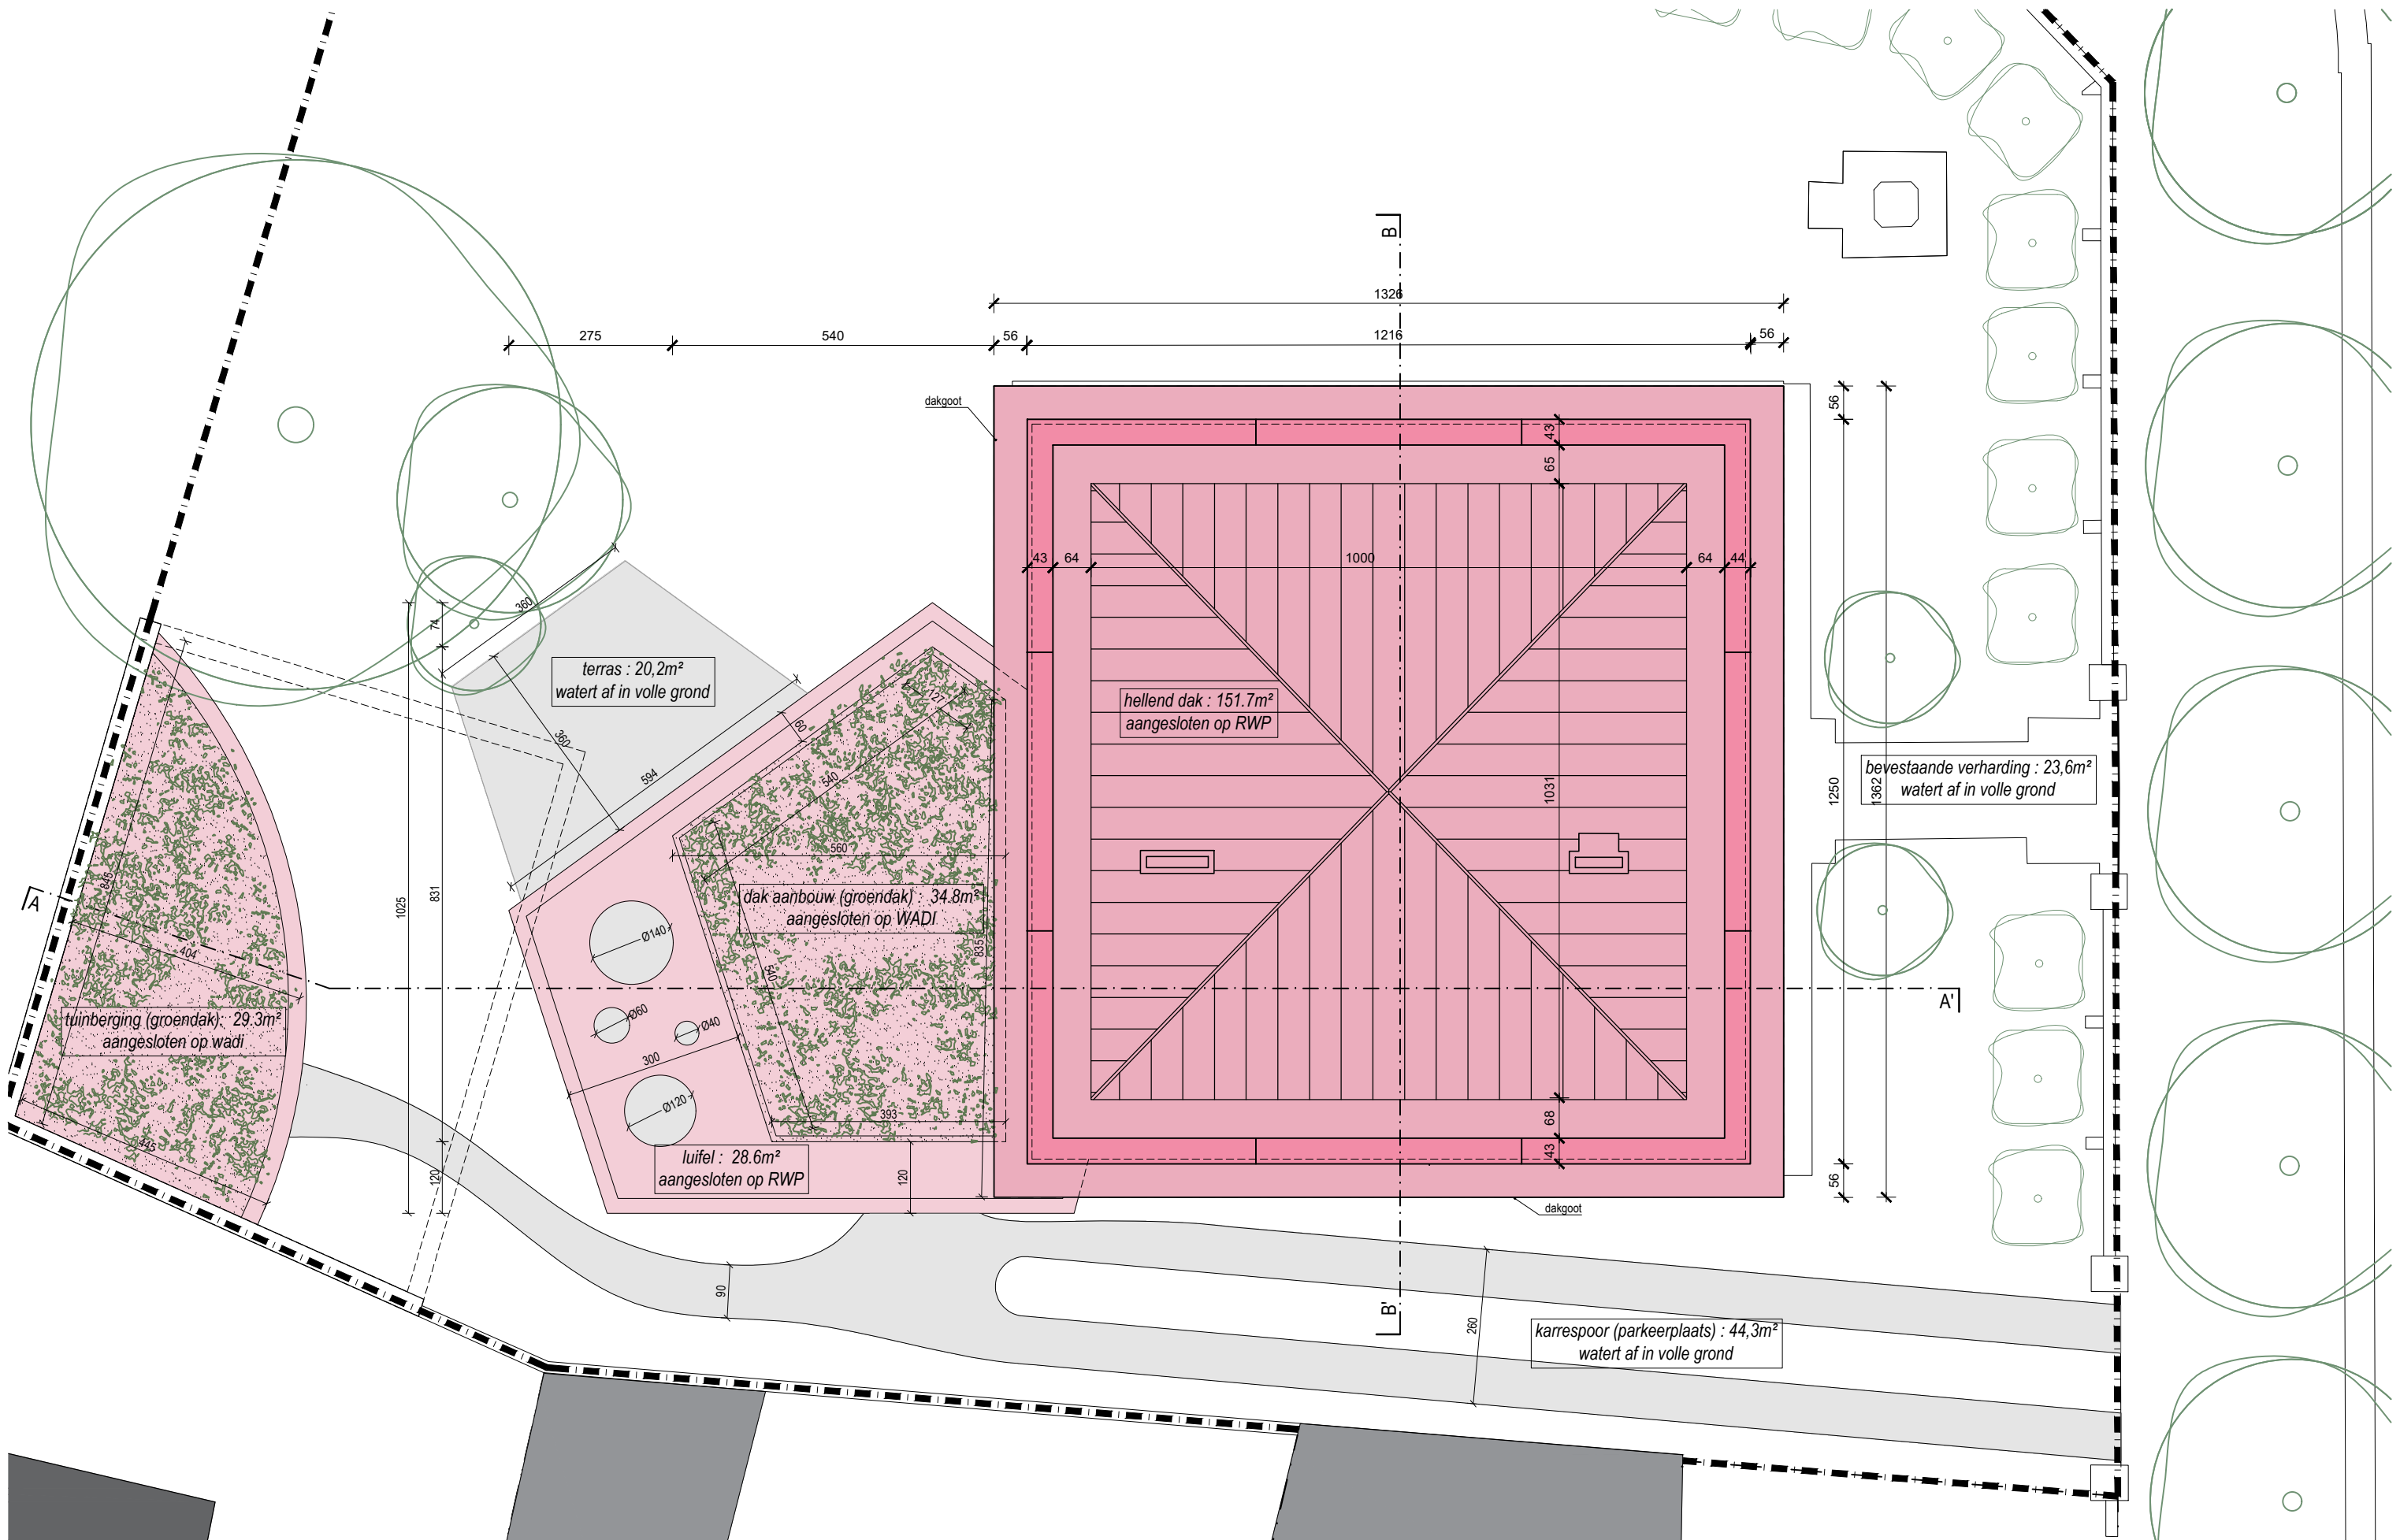 B
1326
275
540
56
1216
56
dakgoot
56
43
65
43
64
1000
64
44
360
74
terras : 20,2m²
watert af in volle grond
127
60
360
540
594
hellend dak : 151.7m²
aangesloten op RWP
1031
1250
1362
bevestaande verharding : 23,6m²
watert af in volle grond
560
846
A
1025
831
dak aanbouw (groendak) : 34.8m²
aangesloten op WADI
835
Ø140
404
540
A'
tuinberging (groendak): 29.3m²
aangesloten op wadi
Ø60
Ø40
300
Ø120
393
68
43
445
luifel : 28.6m²
aangesloten op RWP
120
120
56
dakgoot
90
B'
260
karrespoor (parkeerplaats) : 44,3m²
watert af in volle grond